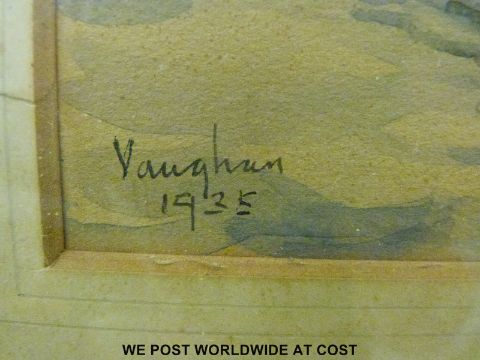 Vaughan
1935
WE POST WORLDWIDE AT COST